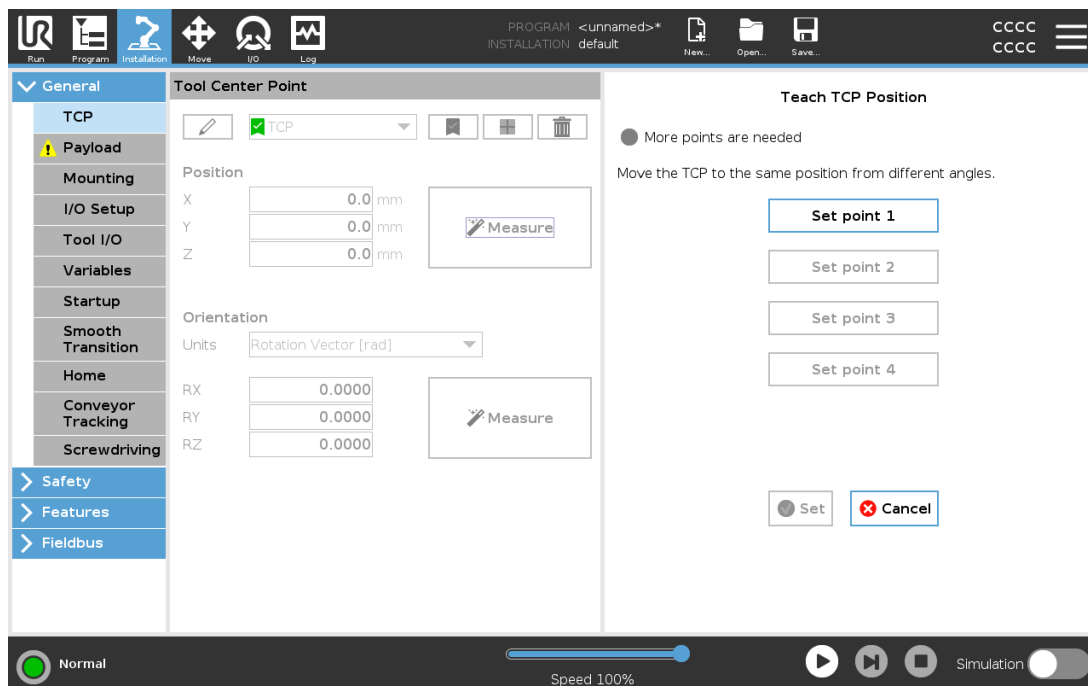 UR
PROGRAM <unnamed>*
INSTALLATION default
CCCC
CCCC
Run
Program
Installation
Move
I/O
Log
New...
Open...
Save...
General
TCP
Payload
Mounting
I/O Setup
Tool I/O
Variables
Startup
Smooth
Transition
Home
Conveyor
Tracking
Screwdriving
Safety
Features
Fieldbus
Tool Center Point
TCP
Position
X 0.0 mm
Y 0.0 mm
Z 0.0 mm
Measure
Orientation
Units Rotation Vector [rad]
RX 0.0000
RY 0.0000
RZ 0.0000
Measure
Teach TCP Position
More points are needed
Move the TCP to the same position from different angles.
Set point 1
Set point 2
Set point 3
Set point 4
Set
Cancel
Normal
Speed 100%
Simulation